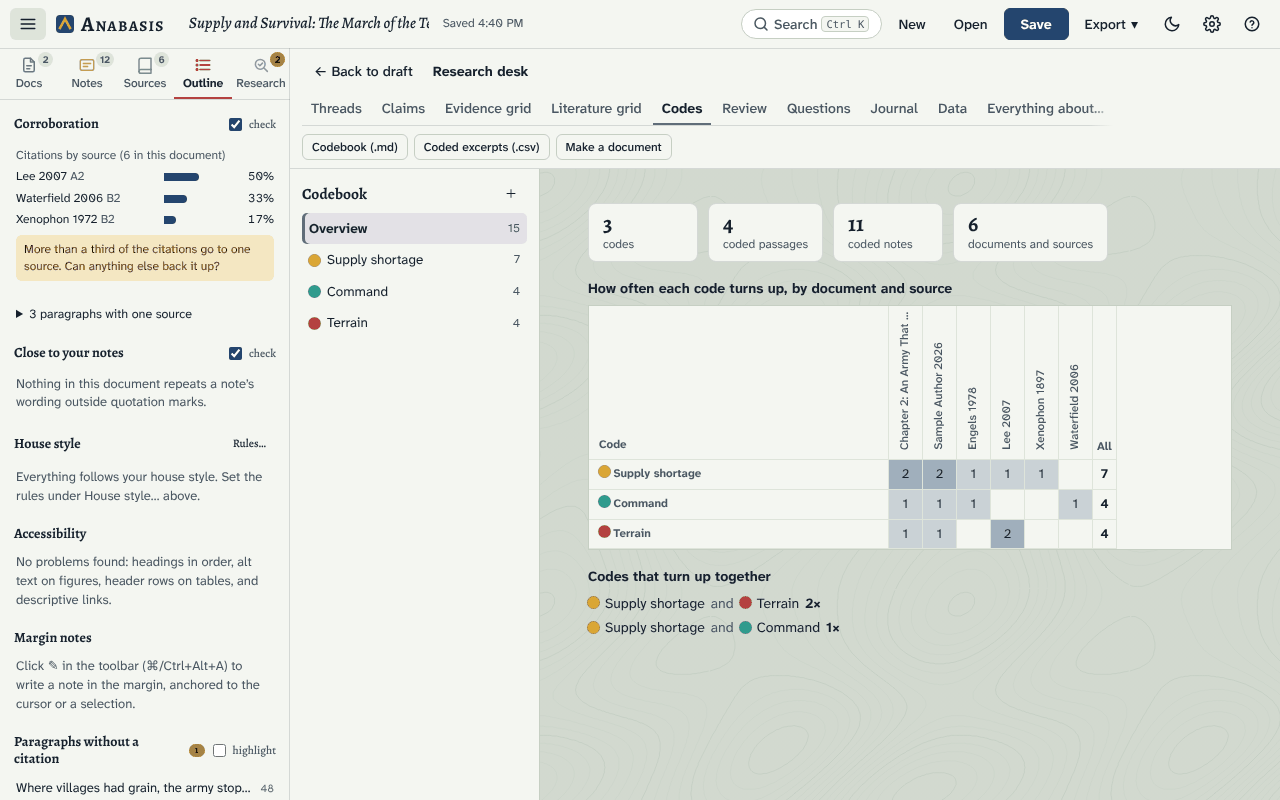 ANABASIS
Supply and Survival: The March of the Te
Saved 4:40 PM
Search Ctrl K
New
Open
Save
Export ▾
Docs 2
Notes 12
Sources 6
Outline
Research 2
Corroboration
check
Citations by source (6 in this document)
Lee 2007 A2 50%
Waterfield 2006 B2 33%
Xenophon 1972 B2 17%
More than a third of the citations go to one
source. Can anything else back it up?
▶ 3 paragraphs with one source
Close to your notes
check
Nothing in this document repeats a note's
wording outside quotation marks.
House style
Rules…
Everything follows your house style. Set the
rules under House style… above.
Accessibility
No problems found: headings in order, alt
text on figures, header rows on tables, and
descriptive links.
Margin notes
Click ✎ in the toolbar (⌘/Ctrl+Alt+A) to
write a note in the margin, anchored to the
cursor or a selection.
Paragraphs without a
citation
1
highlight
Where villages had grain, the army stop… 48
← Back to draft
Research desk
Threads
Claims
Evidence grid
Literature grid
Codes
Review
Questions
Journal
Data
Everything about…
Codebook (.md)
Coded excerpts (.csv)
Make a document
Codebook +
Overview 15
Supply shortage 7
Command 4
Terrain 4
3
codes
4
coded passages
11
coded notes
6
documents and sources
How often each code turns up, by document and source
Code
Chapter 2: An Army That …
Sample Author 2026
Engels 1978
Lee 2007
Xenophon 1897
Waterfield 2006
All
Supply shortage 2 2 1 1 1 7
Command 1 1 1 1 4
Terrain 1 1 2 4
Codes that turn up together
Supply shortage and Terrain 2×
Supply shortage and Command 1×